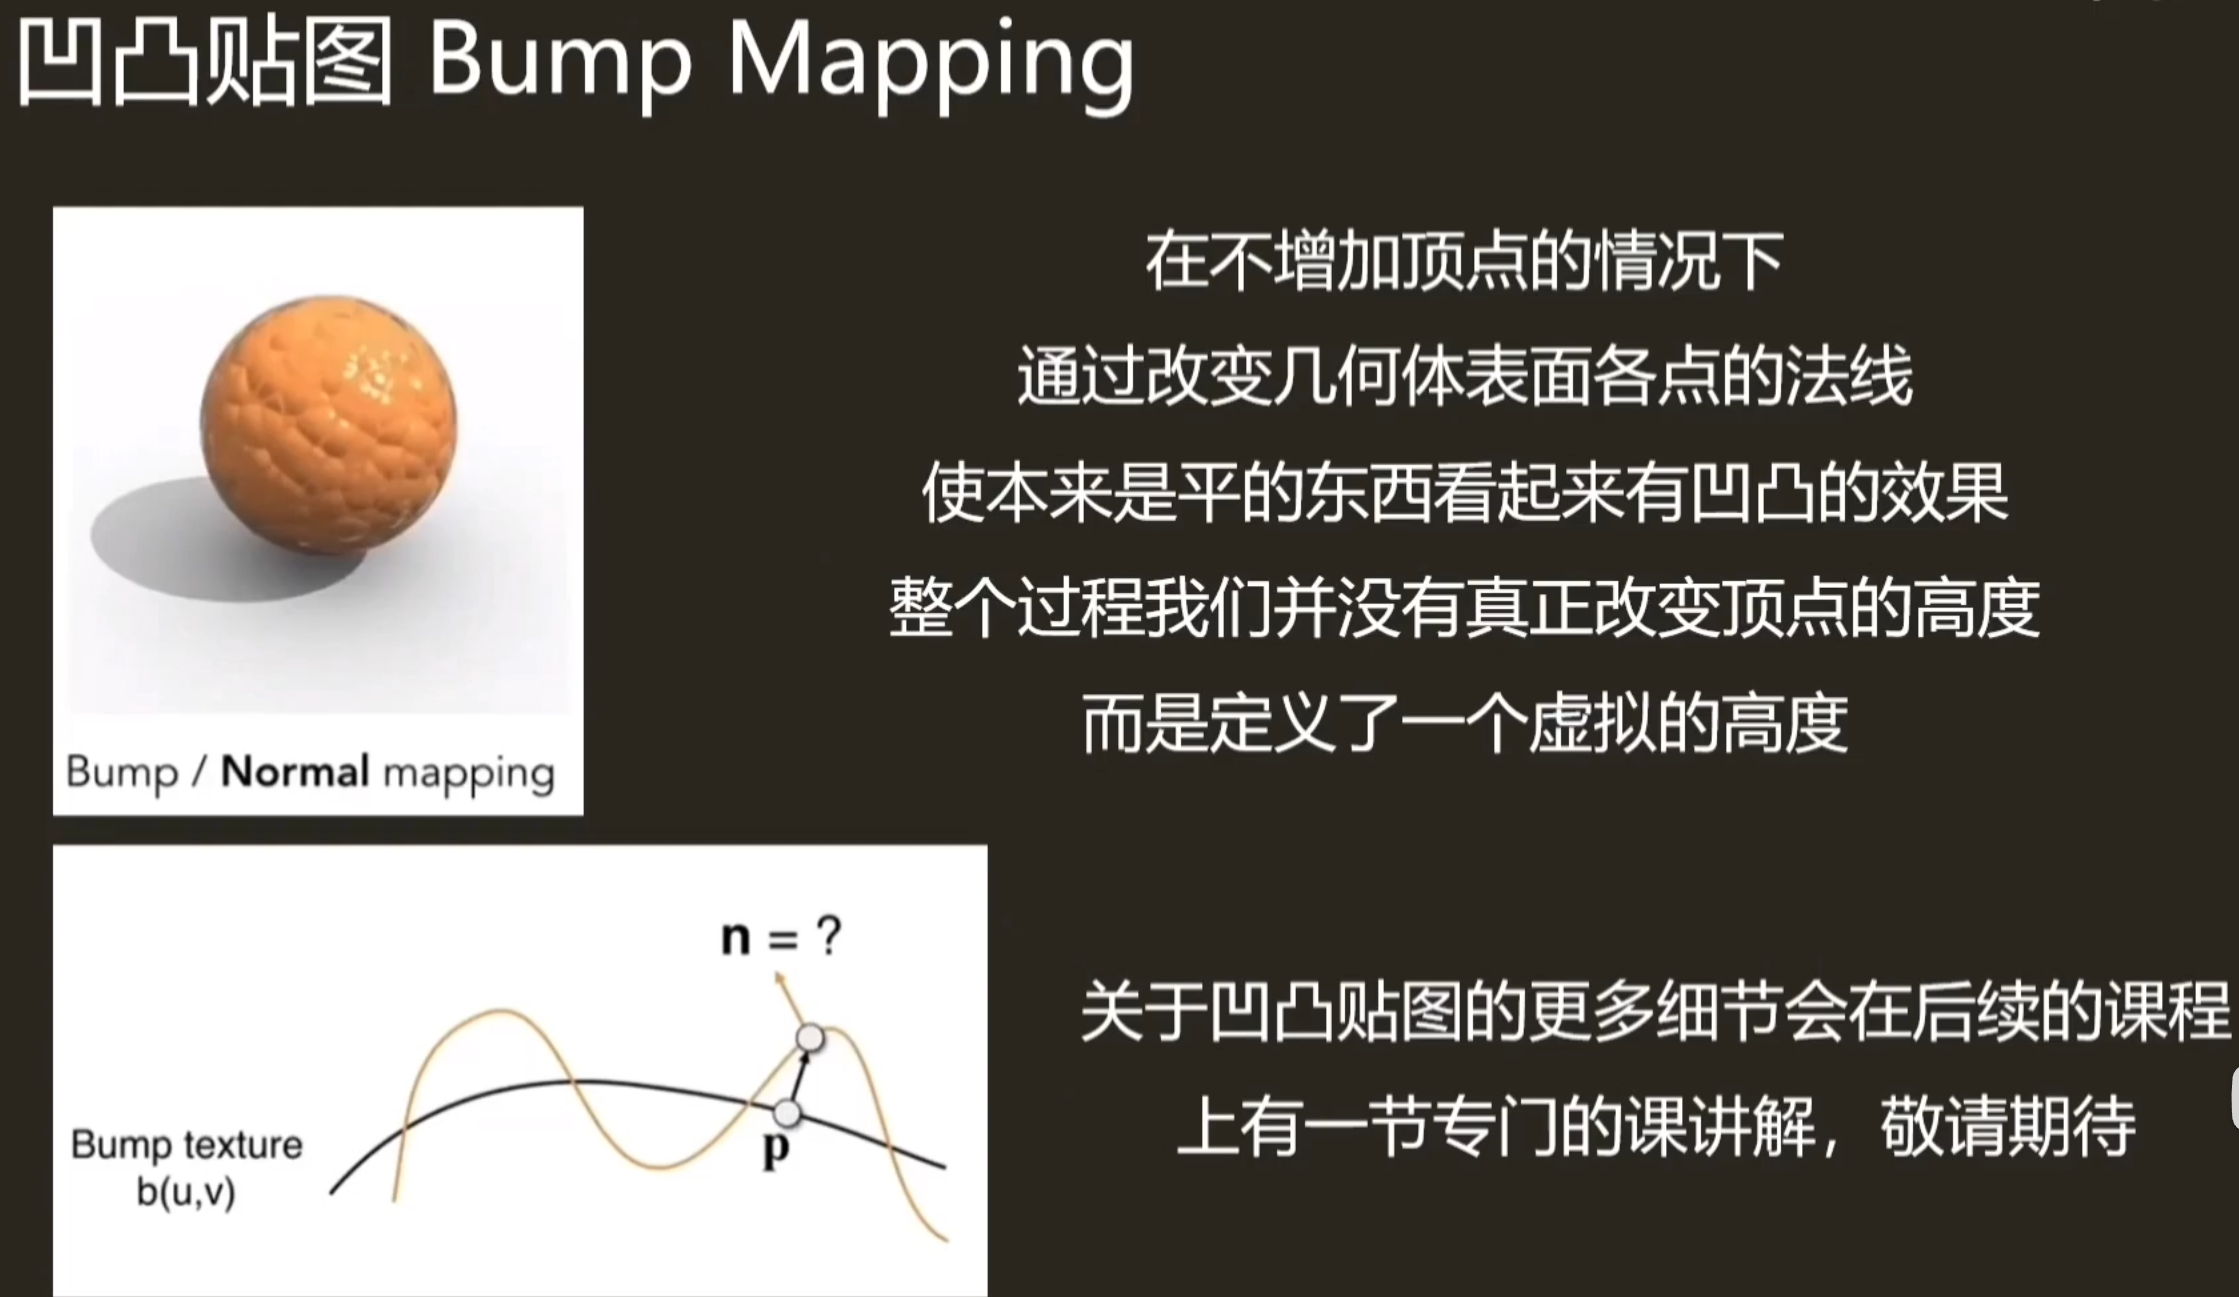 凹凸贴图 Bump Mapping
在不增加顶点的情况下
通过改变几何体表面各点的法线
使本来是平的东西看起来有凹凸的效果
整个过程我们并没有真正改变顶点的高度
而是定义了一个虚拟的高度
Bump / Normal mapping
n = ?
p
Bump texture
b(u,v)
关于凹凸贴图的更多细节会在后续的课程
上有一节专门的课讲解，敬请期待